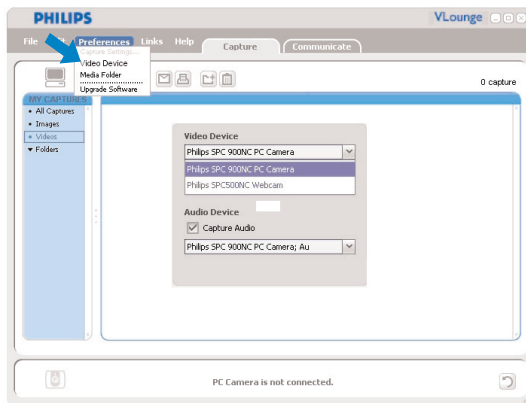 PHILIPS
VLounge
File
Preferences
Links
Help
Capture
Communicate
Capture Settings...
Video Device
Media Folder
Upgrade Software
0 capture
MY CAPTURES
All Captures
Images
Videos
Folders
Video Device
Philips SPC 900NC PC Camera
Philips SPC 900NC PC Camera
Philips SPC500NC Webcam
Audio Device
Capture Audio
Philips SPC 900NC PC Camera; Au
PC Camera is not connected.